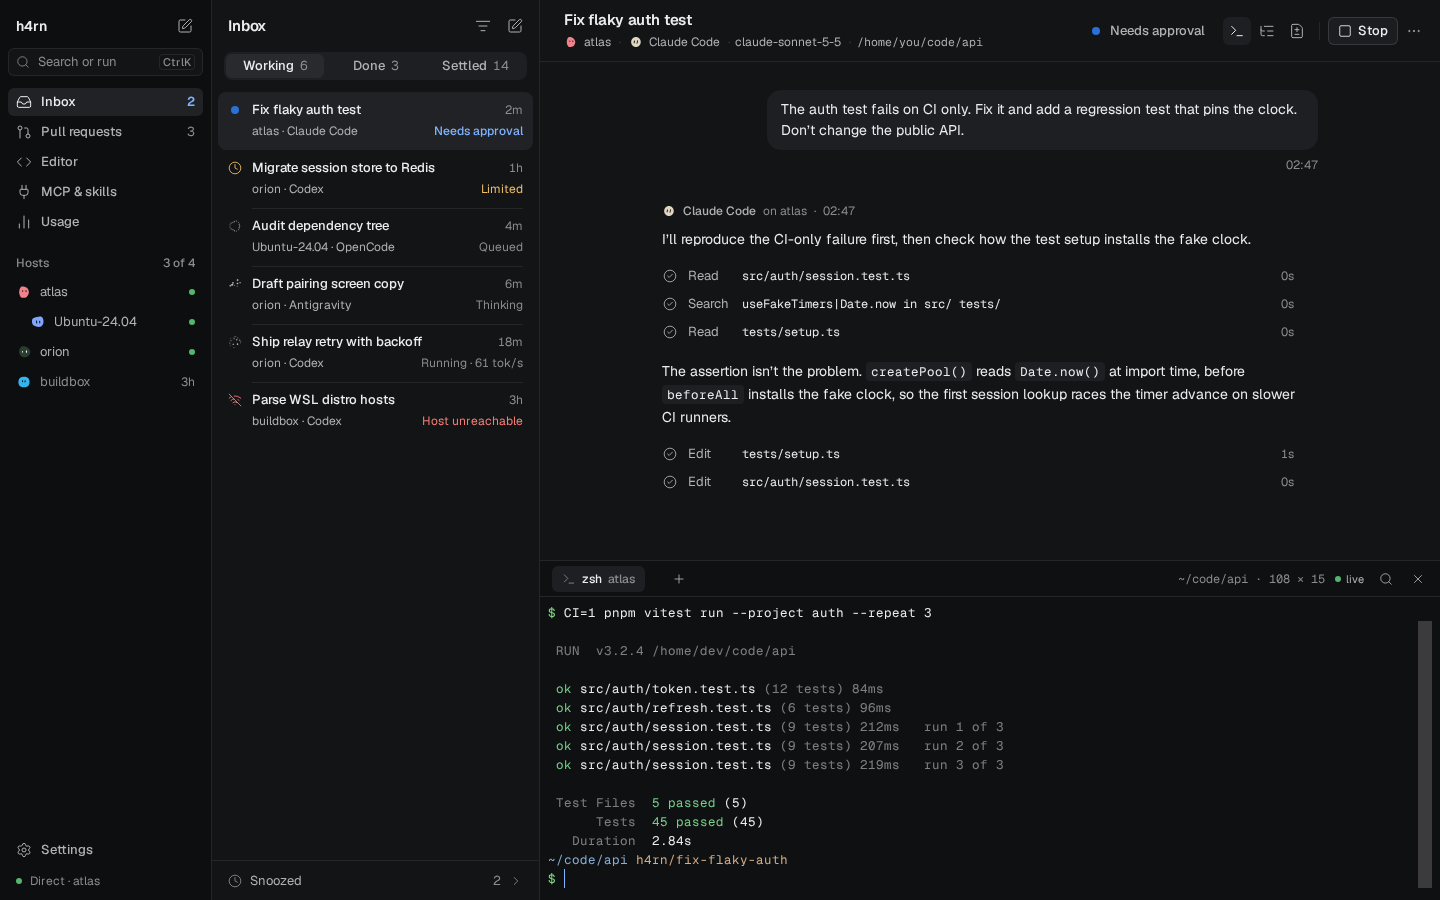 h4rn
Search or run CtrlK
Inbox 2
Pull requests 3
Editor
MCP & skills
Usage
Hosts 3 of 4
atlas
Ubuntu-24.04
orion
buildbox 3h
Settings
Direct · atlas
Inbox
Working 6 Done 3 Settled 14
Fix flaky auth test 2m
atlas · Claude Code Needs approval
Migrate session store to Redis 1h
orion · Codex Limited
Audit dependency tree 4m
Ubuntu-24.04 · OpenCode Queued
Draft pairing screen copy 6m
orion · Antigravity Thinking
Ship relay retry with backoff 18m
orion · Codex Running · 61 tok/s
Parse WSL distro hosts 3h
buildbox · Codex Host unreachable
Snoozed 2
Fix flaky auth test
atlas · Claude Code · claude-sonnet-5-5 · /home/you/code/api
Needs approval
Stop
The auth test fails on CI only. Fix it and add a regression test that pins the clock.
Don’t change the public API.
02:47
Claude Code on atlas · 02:47
I’ll reproduce the CI-only failure first, then check how the test setup installs the fake clock.
Read src/auth/session.test.ts 0s
Search useFakeTimers|Date.now in src/ tests/ 0s
Read tests/setup.ts 0s
The assertion isn’t the problem. createPool() reads Date.now() at import time, before
beforeAll installs the fake clock, so the first session lookup races the timer advance on slower
CI runners.
Edit tests/setup.ts 1s
Edit src/auth/session.test.ts 0s
zsh atlas
~/code/api · 108 × 15 live
$ CI=1 pnpm vitest run --project auth --repeat 3
RUN v3.2.4 /home/dev/code/api
ok src/auth/token.test.ts (12 tests) 84ms
ok src/auth/refresh.test.ts (6 tests) 96ms
ok src/auth/session.test.ts (9 tests) 212ms run 1 of 3
ok src/auth/session.test.ts (9 tests) 207ms run 2 of 3
ok src/auth/session.test.ts (9 tests) 219ms run 3 of 3
Test Files 5 passed (5)
Tests 45 passed (45)
Duration 2.84s
~/code/api h4rn/fix-flaky-auth
$